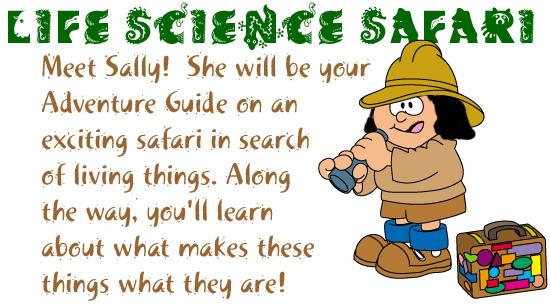 LIFE SCIENCE SAFARI
Meet Sally!  She will be your
Adventure Guide on an
exciting safari in search
of living things. Along
the way, you'll learn
about what makes these
things what they are!